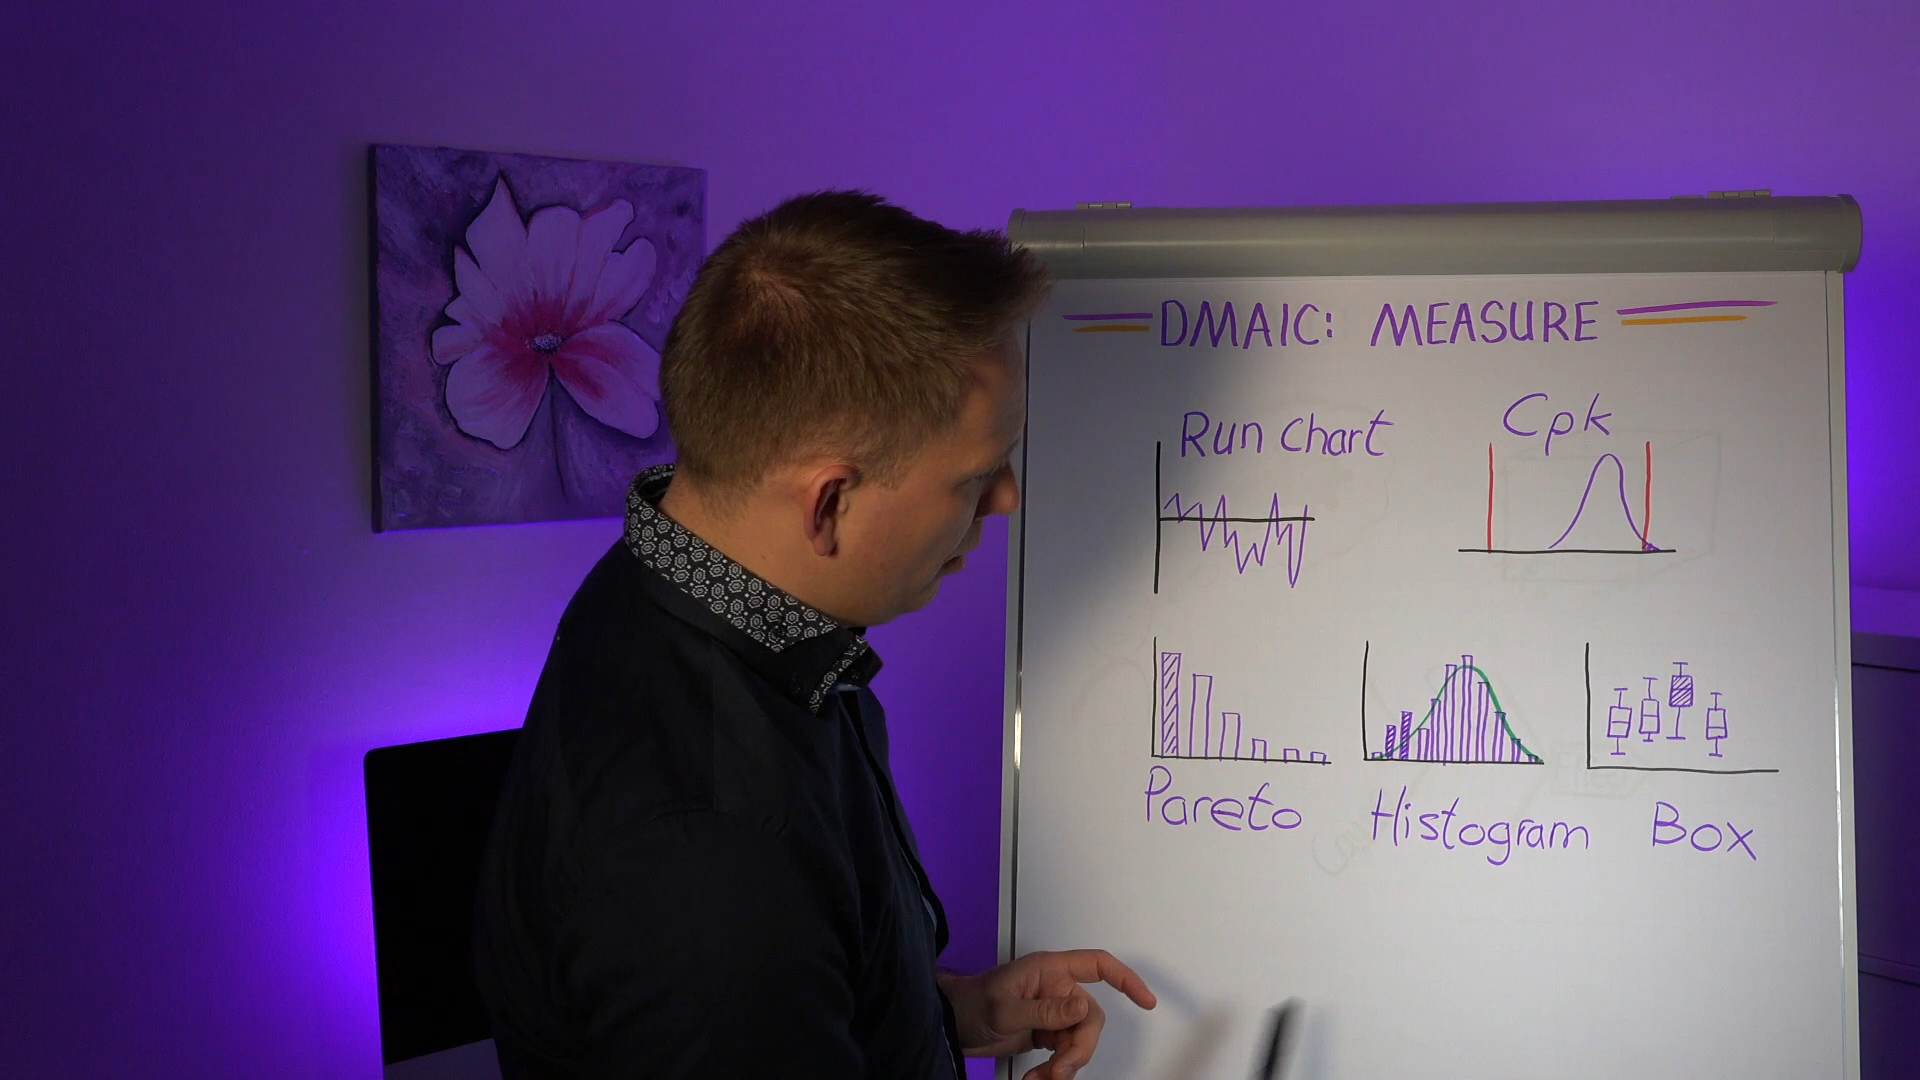 DMAIC: MEASURE
Run Chart
Cpk
Pareto
Histogram
Box